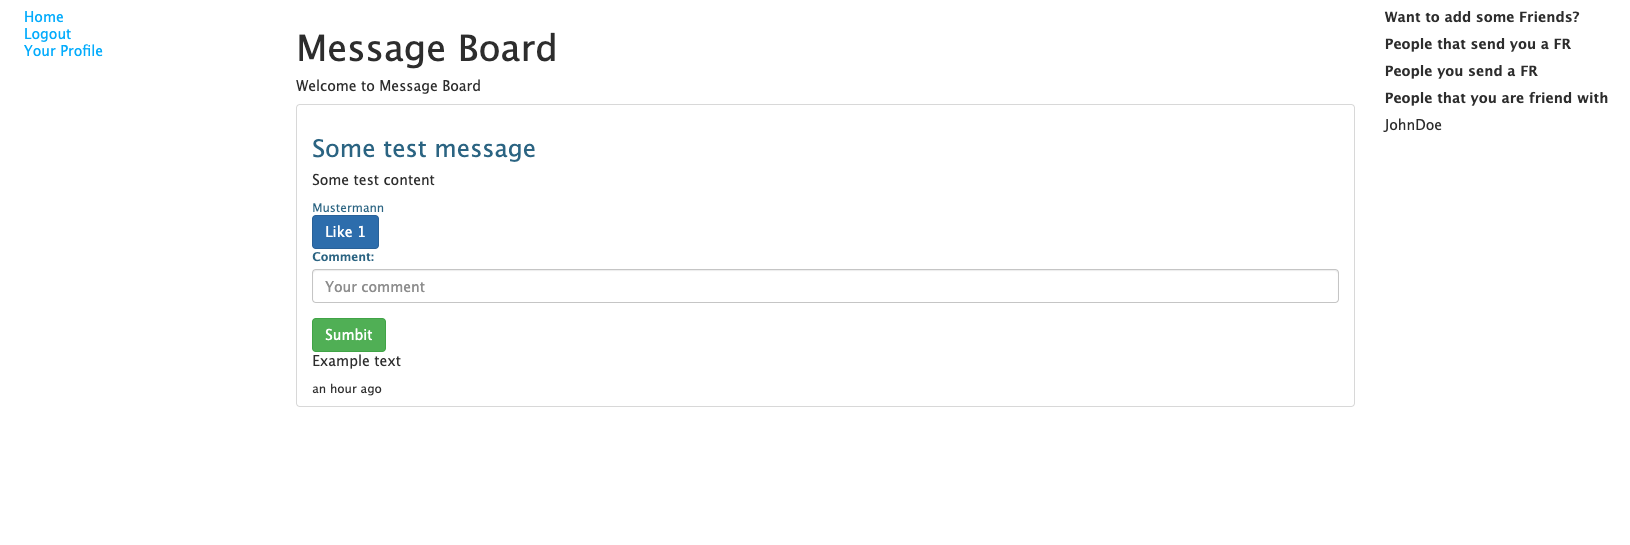 Home
Logout
Your Profile
Message Board
Welcome to Message Board
Some test message
Some test content
Mustermann
Like 1
Comment:
Your comment
Sumbit
Example text
an hour ago
Want to add some Friends?
People that send you a FR
People you send a FR
People that you are friend with
JohnDoe